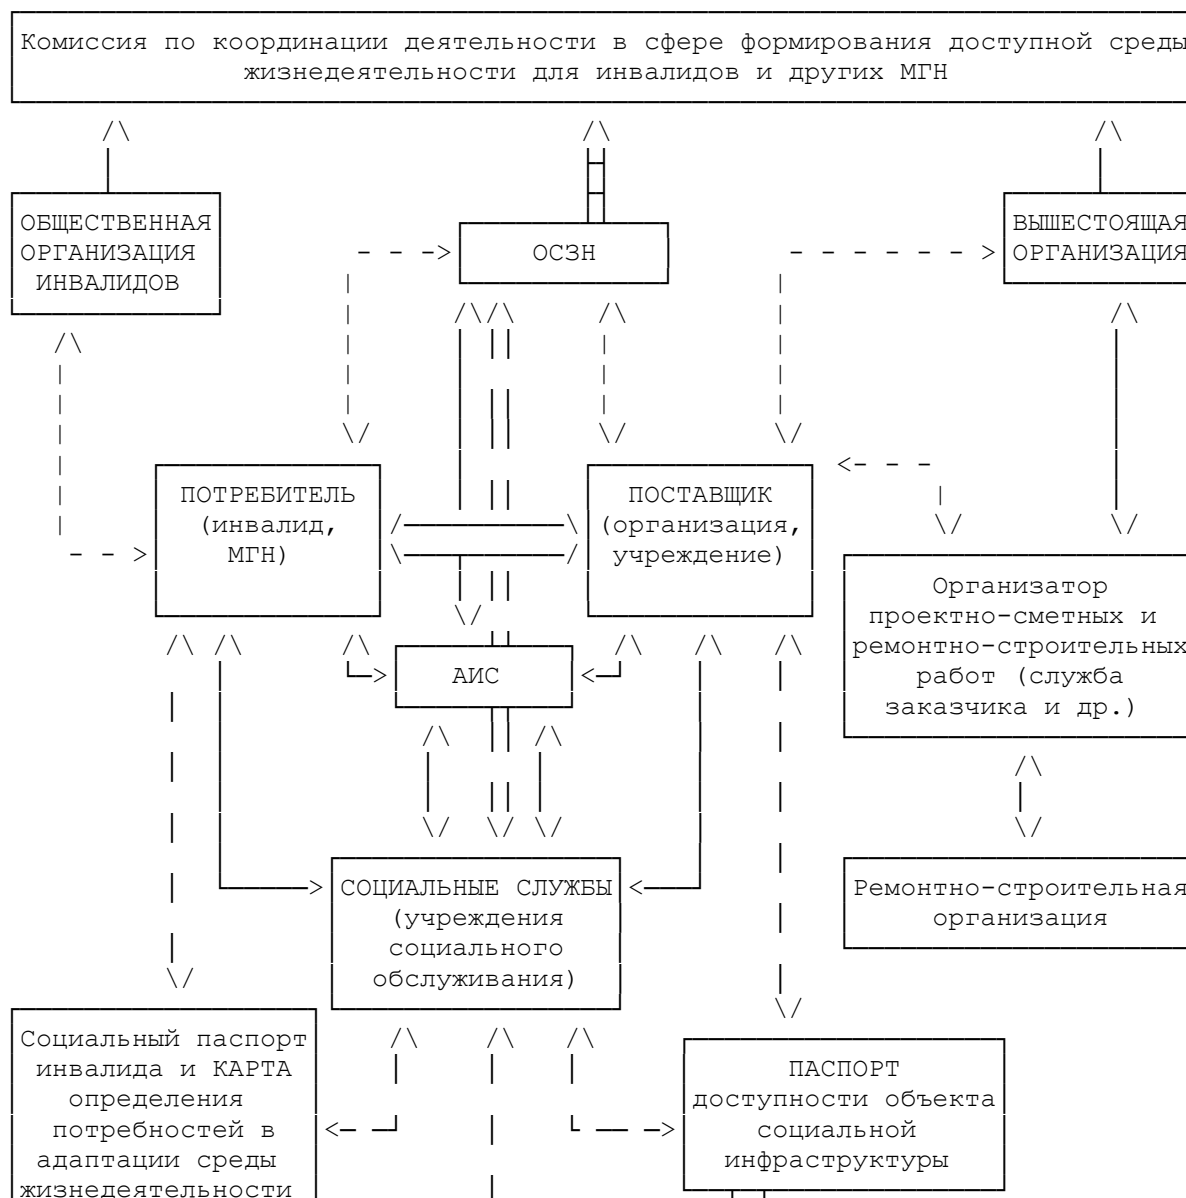 Комиссия по координации деятельности в сфере формирования доступной среды
жизнедеятельности для инвалидов и других МГН
ОБЩЕСТВЕННАЯ
ОРГАНИЗАЦИЯ
ИНВАЛИДОВ
ОСЗН
ВЫШЕСТОЯЩАЯ
ОРГАНИЗАЦИЯ
ПОТРЕБИТЕЛЬ
(инвалид,
МГН)
ПОСТАВЩИК
(организация,
учреждение)
Организатор
проектно-сметных и
ремонтно-строительных
работ (служба
заказчика и др.)
АИС
СОЦИАЛЬНЫЕ СЛУЖБЫ
(учреждения
социального
обслуживания)
Ремонтно-строительная
организация
Социальный паспорт
инвалида и КАРТА
определения
потребностей в
адаптации среды
жизнедеятельности
ПАСПОРТ
доступности объекта
социальной
инфраструктуры